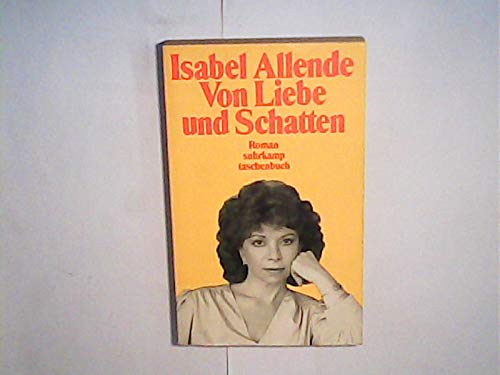 Isabel Allende
Von Liebe
und Schatten
Roman
suhrkamp
taschenbuch